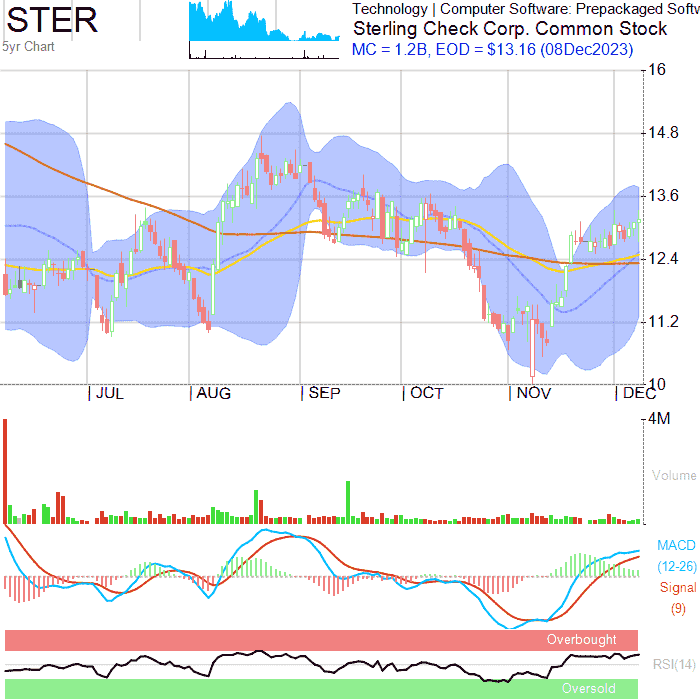 STER
5yr Chart
Technology | Computer Software: Prepackaged Softw
Sterling Check Corp. Common Stock
MC = 1.2B, EOD = $13.16 (08Dec2023)
16
14.8
13.6
12.4
11.2
10
JUL
AUG
SEP
OCT
NOV
DEC
4M
Volume
MACD
(12-26)
Signal
(9)
Overbought
RSI(14)
Oversold